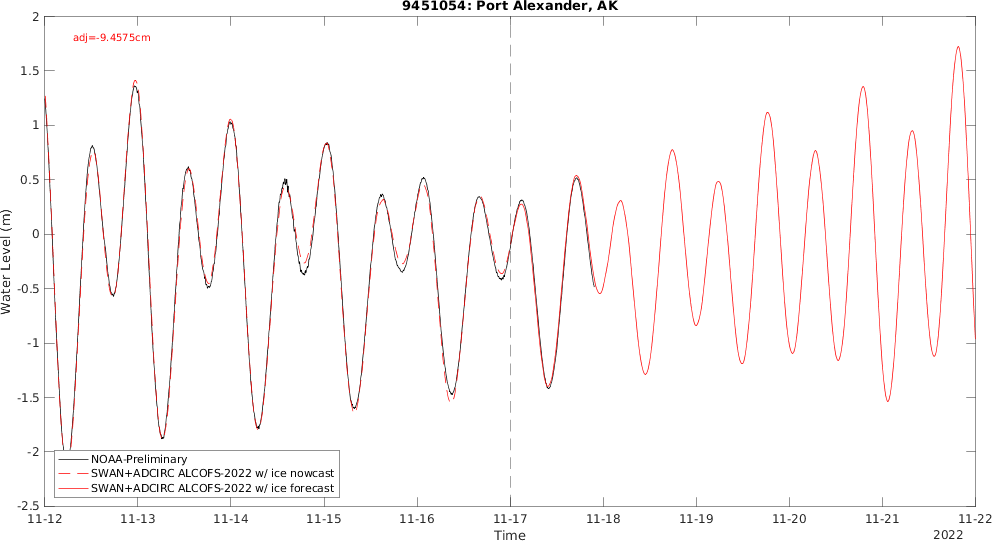 9451054: Port Alexander, AK
adj=-9.4575cm
2
1.5
1
0.5
0
-0.5
-1
-1.5
-2
-2.5
Water Level (m)
NOAA-Preliminary
SWAN+ADCIRC ALCOFS-2022 w/ ice nowcast
SWAN+ADCIRC ALCOFS-2022 w/ ice forecast
11-12 11-13 11-14 11-15 11-16 11-17 11-18 11-19 11-20 11-21 11-22
Time
2022